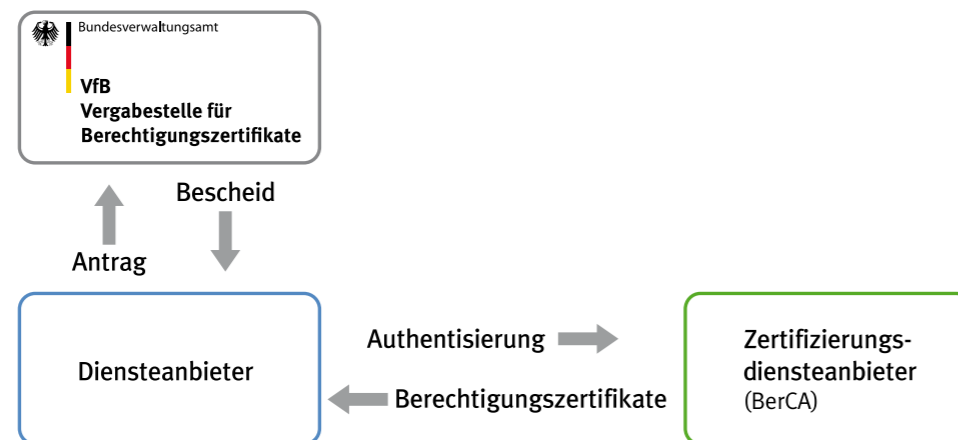 Bundesverwaltungsamt
VfB
Vergabestelle für
Berechtigungszertifikate
Bescheid
Antrag
Diensteanbieter
Authentisierung
Berechtigungszertifikate
Zertifizierungs-
diensteanbieter
(BerCA)